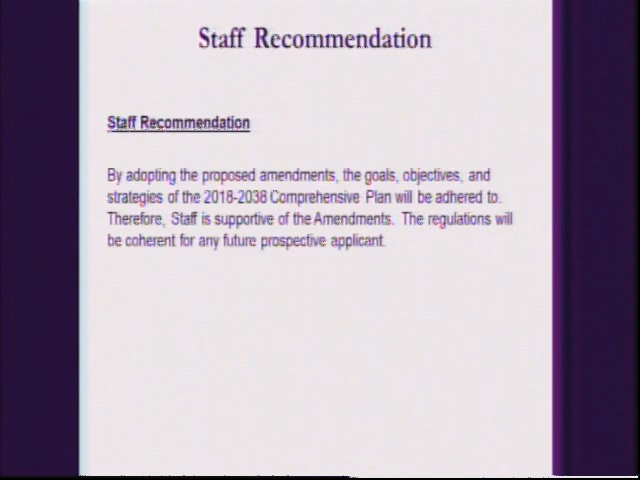 Staff Recommendation
Staff Recommendation
By adopting the proposed amendments, the goals, objectives, and
strategies of the 2018-2038 Comprehensive Plan will be adhered to.
Therefore, Staff is supportive of the Amendments. The regulations will
be coherent for any future prospective applicant.